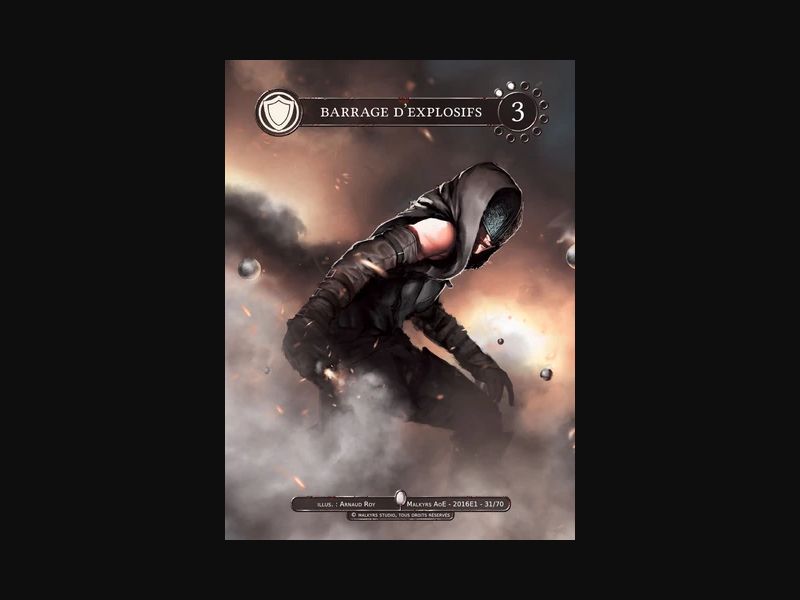 BARRAGE D'EXPLOSIFS 3
ILLUS. : ARNAUD ROY MALKYRS AOE - 2016E1 - 31/70
© MALKYRS STUDIO, TOUS DROITS RÉSERVÉS